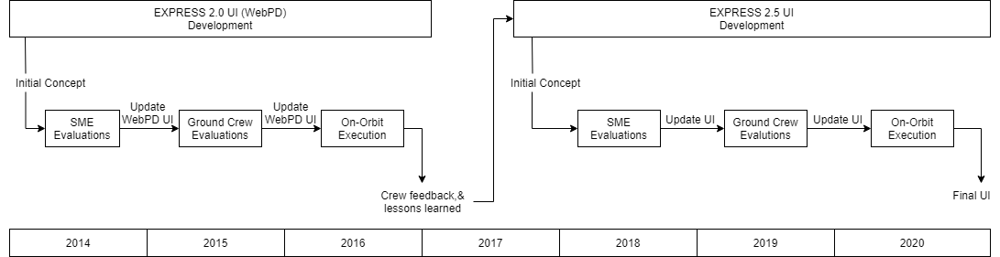 EXPRESS 2.0 UI (WebPD)
Development
EXPRESS 2.5 UI
Development
Initial Concept
Update
WebPD UI
Update
WebPD UI
SME
Evaluations
Ground Crew
Evaluations
On-Orbit
Execution
Crew feedback,&
lessons learned
Initial Concept
SME
Evaluations
Update UI
Ground Crew
Evalutions
Update UI
On-Orbit
Execution
Final UI
2014
2015
2016
2017
2018
2019
2020